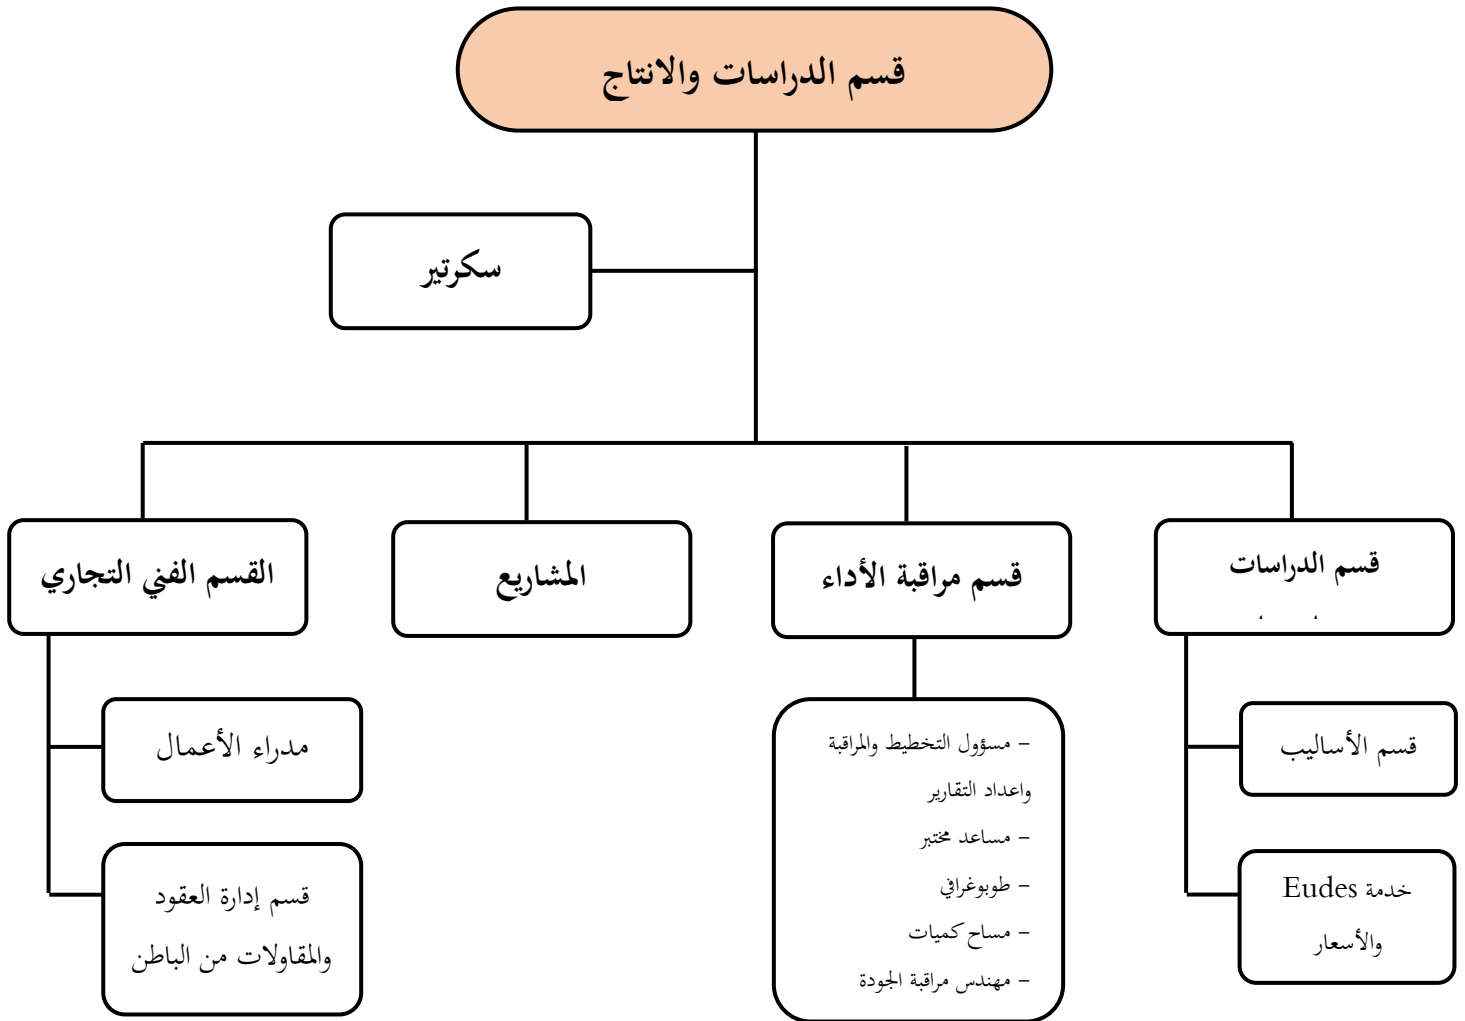 قسم الدراسات والانتاج
سكرتير
قسم الدراسات
قسم مراقبة الأداء
المشاريع
القسم الفني التجاري
قسم الأساليب
خدمة Eudes
والأسعار
– مسؤول التخطيط والمراقبة
واعداد التقارير
– مساعد مختبر
– طوبوغرافي
– مساح كميات
– مهندس مراقبة الجودة
مدراء الأعمال
قسم إدارة العقود
والمقاولات من الباطن